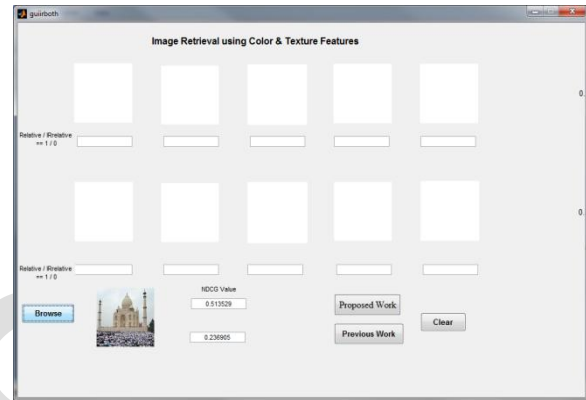 guiirboth
Image Retrieval using Color & Texture Features
0.
Relative / IRrelative
== 1 / 0
0.
Relative / IRrelative
== 1 / 0
NDCG Value
Browse
0.513529
Proposed Work
Clear
0.236965
Previous Work